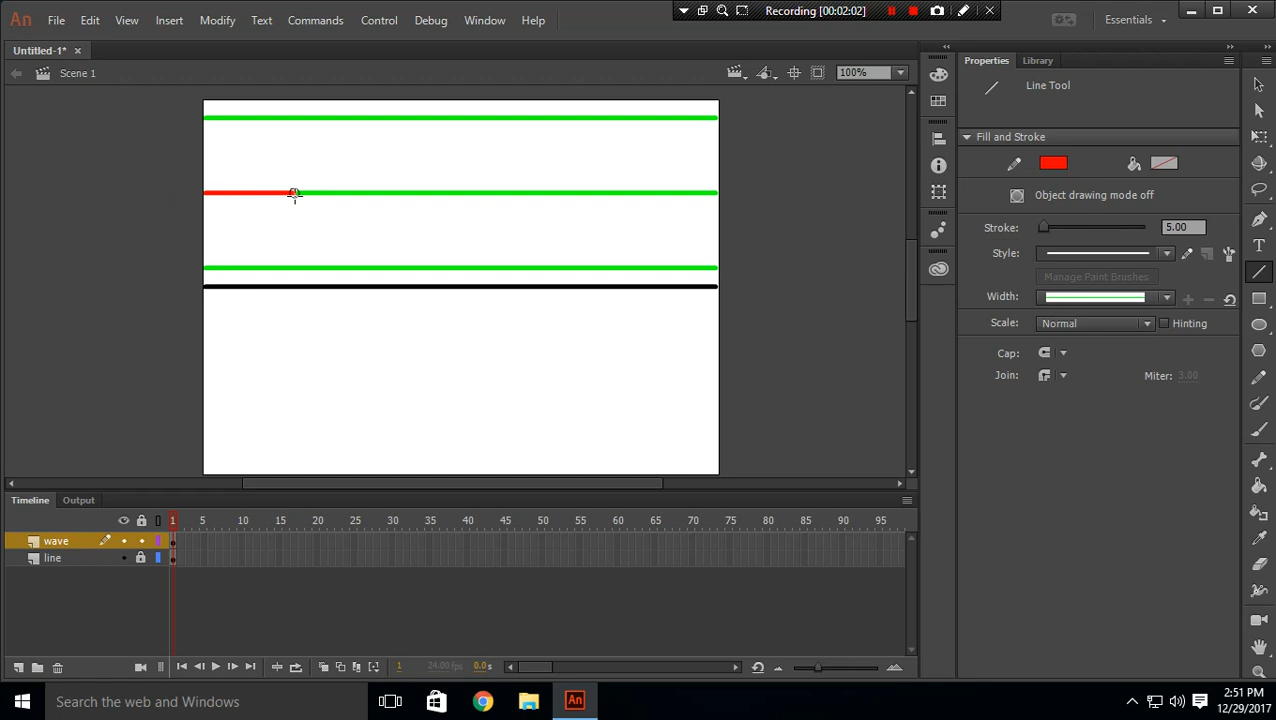 An File Edit View Insert Modify Text Commands Control Debug Window Help Recording [00:02:02] Essentials
Untitled-1* ×
Scene 1 100%
Properties Library
Line Tool
Fill and Stroke
Object drawing mode off
Stroke: 5.00
Style:
Manage Paint Brushes
Width:
Scale: Normal Hinting
Cap:
Join: Miter: 3.00
Timeline Output
1 5 10 15 20 25 30 35 40 45 50 55 60 65 70 75 80 85 90 95
wave
line
1 24.00 fps 0.0 s
Search the web and Windows An 2:51 PM
12/29/2017